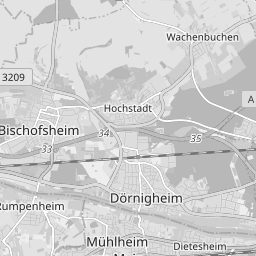 Wachenbuchen
3209
A
Hochstadt
Bischofsheim
34
35
33
Dörnigheim
Rumpenheim
Mühlheim
Dietesheim